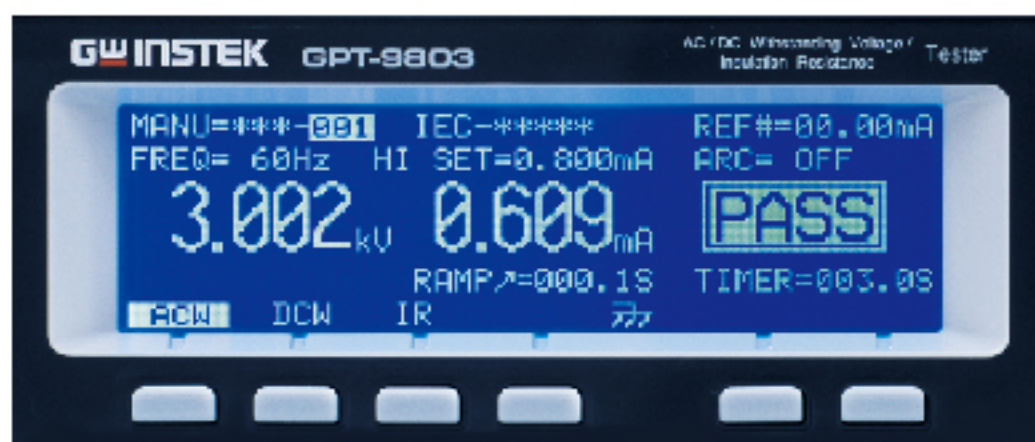 GW INSTEK GPT-9803 AC/DC Withstanding Voltage/ Tester
Insulation Resistance
MANU=***-001 IEC-***** REF#=00.00mA
FREQ= 60Hz HI SET=0.800mA ARC= OFF
3.002kV 0.609mA PASS
RAMP↗=000.1S TIMER=003.0S
ACW DCW IR